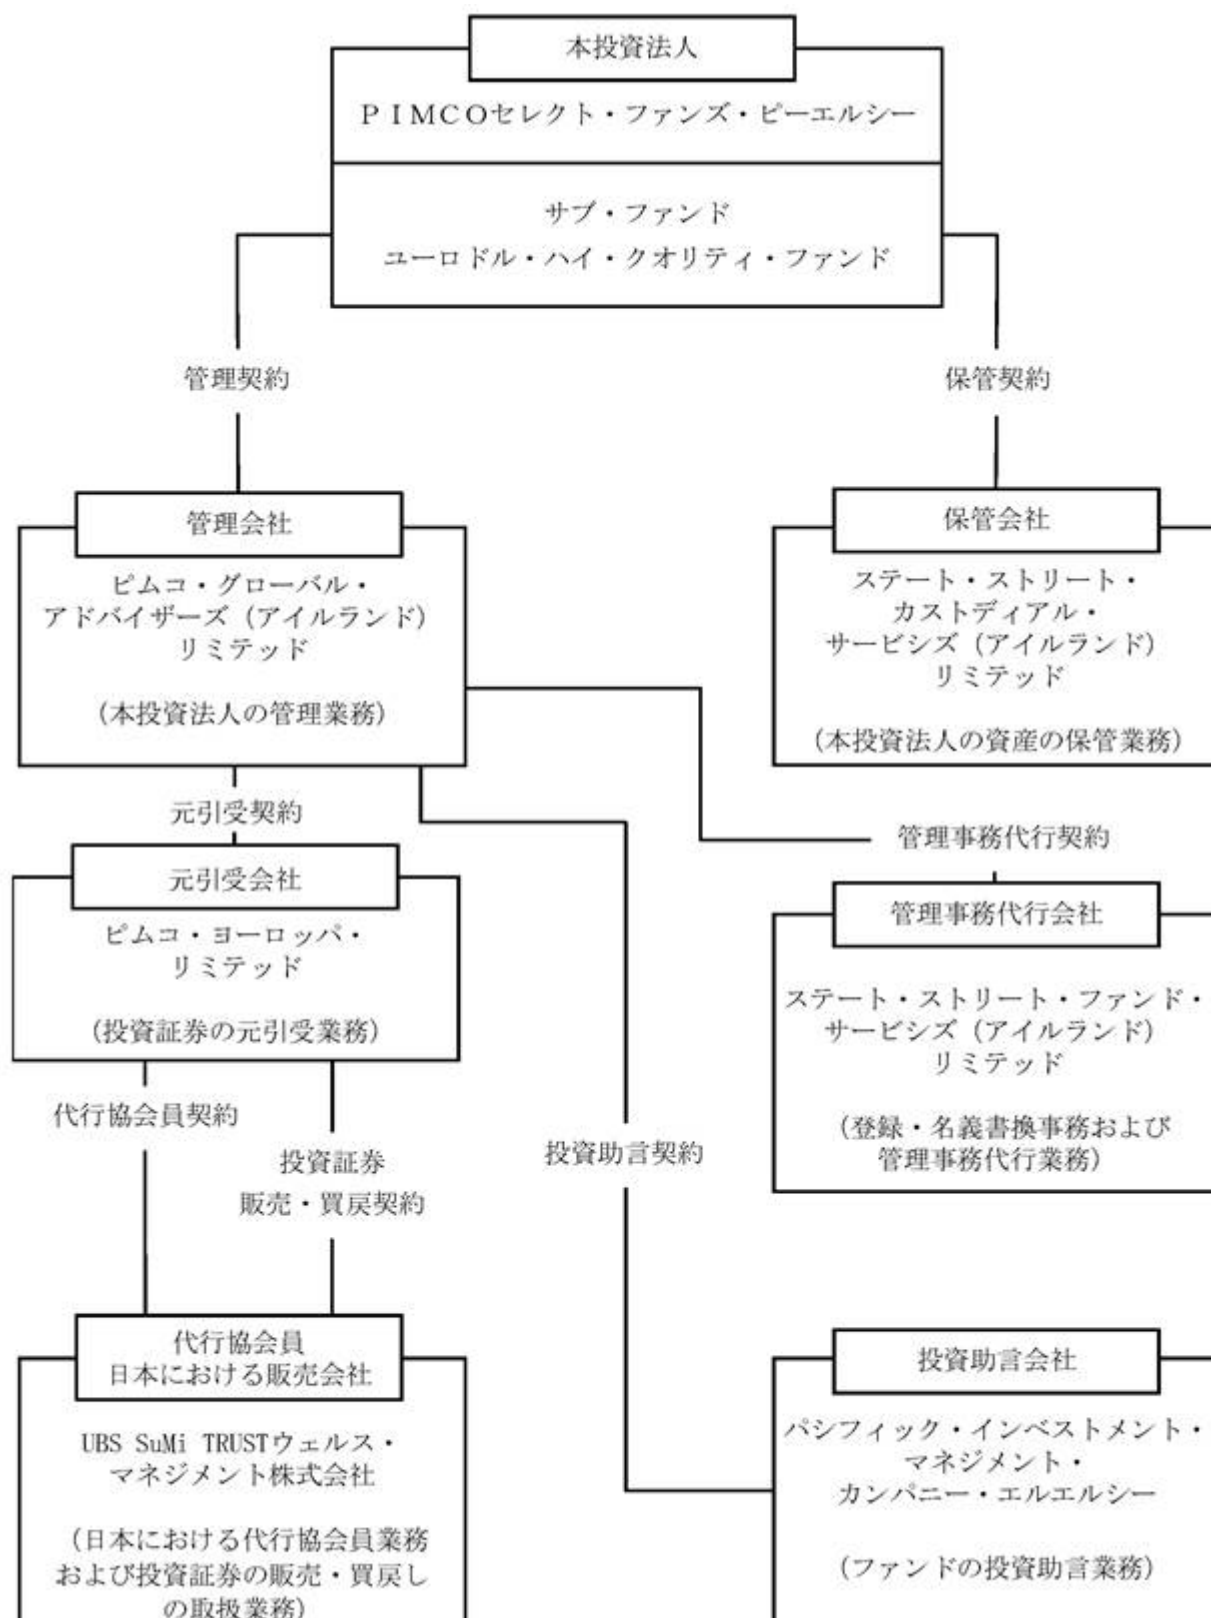 本投資法人
ＰＩＭＣＯセレクト・ファンズ・ピーエルシー
サブ・ファンド
ユーロドル・ハイ・クオリティ・ファンド
管理契約
保管契約
管理会社
ピムコ・グローバル・
アドバイザーズ（アイルランド）
リミテッド
（本投資法人の管理業務）
保管会社
ステート・ストリート・
カストディアル・
サービシズ（アイルランド）
リミテッド
（本投資法人の資産の保管業務）
元引受契約
管理事務代行契約
元引受会社
ピムコ・ヨーロッパ・
リミテッド
（投資証券の元引受業務）
管理事務代行会社
ステート・ストリート・ファンド・
サービシズ（アイルランド）
リミテッド
（登録・名義書換事務および
管理事務代行業務）
代行協会員契約
投資証券
販売・買戻契約
投資助言契約
代行協会員
日本における販売会社
UBS SuMi TRUSTウェルス・
マネジメント株式会社
（日本における代行協会員業務
および投資証券の販売・買戻し
の取扱業務）
投資助言会社
パシフィック・インベストメント・
マネジメント・
カンパニー・エルエルシー
（ファンドの投資助言業務）